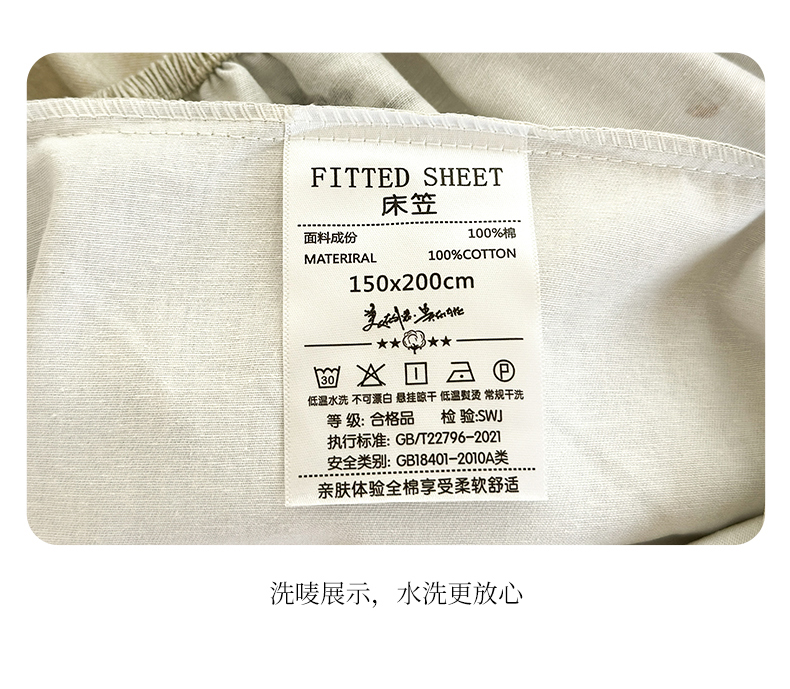 FITTED SHEET
床笠
面料成份 100%棉
MATERIRAL 100%COTTON
150x200cm
30 P
低温水洗 不可漂白 悬挂晾干 低温熨烫 常规干洗
等 级: 合格品 检 验:SWJ
执行标准: GB/T22796-2021
安全类别: GB18401-2010A类
亲肤体验全棉享受柔软舒适
洗唛展示，水洗更放心